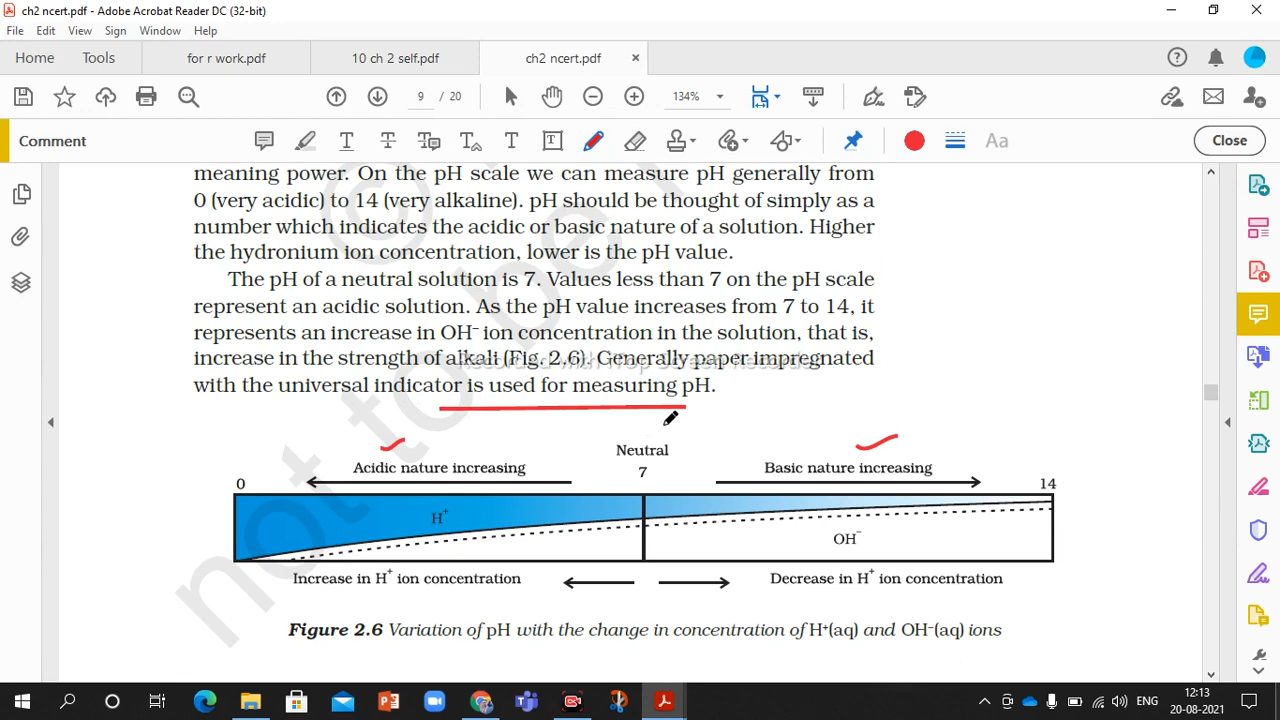 ch2 ncert.pdf - Adobe Acrobat Reader DC (32-bit)
File Edit View Sign Window Help
Home Tools for r work.pdf 10 ch 2 self.pdf ch2 ncert.pdf ×
9 / 20 134%
Comment Aa Close
meaning power. On the pH scale we can measure pH generally from
0 (very acidic) to 14 (very alkaline). pH should be thought of simply as a
number which indicates the acidic or basic nature of a solution. Higher
the hydronium ion concentration, lower is the pH value.
The pH of a neutral solution is 7. Values less than 7 on the pH scale
represent an acidic solution. As the pH value increases from 7 to 14, it
represents an increase in OH⁻ ion concentration in the solution, that is,
increase in the strength of alkali (Fig. 2.6). Generally paper impregnated
Recorded with iTop Screen Recorder
with the universal indicator is used for measuring pH.
Neutral
Acidic nature increasing 7 Basic nature increasing
0 14
H⁺
OH⁻
Increase in H⁺ ion concentration Decrease in H⁺ ion concentration
Figure 2.6 Variation of pH with the change in concentration of H⁺(aq) and OH⁻(aq) ions
not to be
©
ENG 12:13
20-08-2021